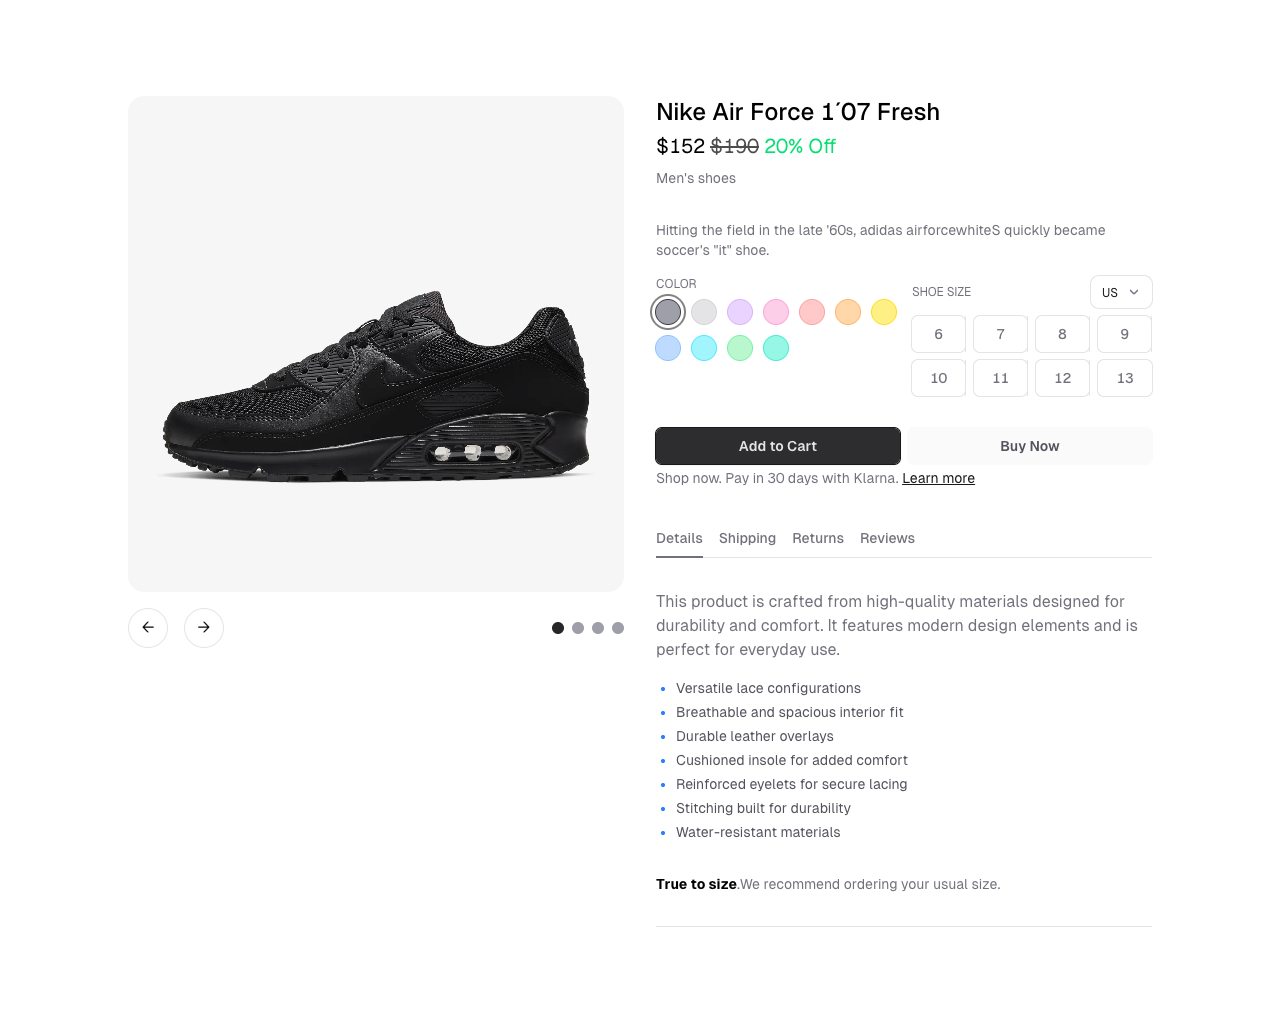 Nike Air Force 1´07 Fresh
$152 $190 20% Off
Men's shoes
Hitting the field in the late '60s, adidas airforcewhiteS quickly became
soccer's "it" shoe.
COLOR
SHOE SIZE
US
6 7 8 9
10 11 12 13
Add to Cart Buy Now
Shop now. Pay in 30 days with Klarna. Learn more
Details Shipping Returns Reviews
This product is crafted from high-quality materials designed for
durability and comfort. It features modern design elements and is
perfect for everyday use.
Versatile lace configurations
Breathable and spacious interior fit
Durable leather overlays
Cushioned insole for added comfort
Reinforced eyelets for secure lacing
Stitching built for durability
Water-resistant materials
True to size.We recommend ordering your usual size.